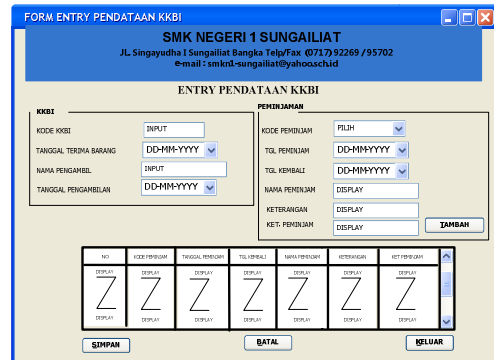 FORM ENTRY PENDATAAN KKBI
SMK NEGERI 1 SUNGAILIAT
JL. Singayudha I Sungailiat Bangka Telp/Fax (0717) 92269 / 95702
e-mail : smkn1-sungailiat@yahoo.sch.id
ENTRY PENDATAAN KKBI
KKBI
KODE KKBI INPUT
TANGGAL TERIMA BARANG DD-MM-YYYY
NAMA PENGAMBIL INPUT
TANGGAL PENGAMBILAN DD-MM-YYYY
PEMINJAMAN
KODE PEMINJAM PILIH
TGL PEMINJAM DD-MM-YYYY
TGL KEMBALI DD-MM-YYYY
NAMA PEMINJAM DISPLAY
KETERANGAN DISPLAY
KET. PEMINJAM DISPLAY
TAMBAH
NO KODE PEMINJAM TANGGAL PEMINJAM TGL KEMBALI NAMA PEMINJAM KETERANGAN KET PEMINJAM
DISPLAY DISPLAY DISPLAY DISPLAY DISPLAY DISPLAY DISPLAY
DISPLAY DISPLAY DISPLAY DISPLAY DISPLAY DISPLAY DISPLAY
SIMPAN BATAL KELUAR